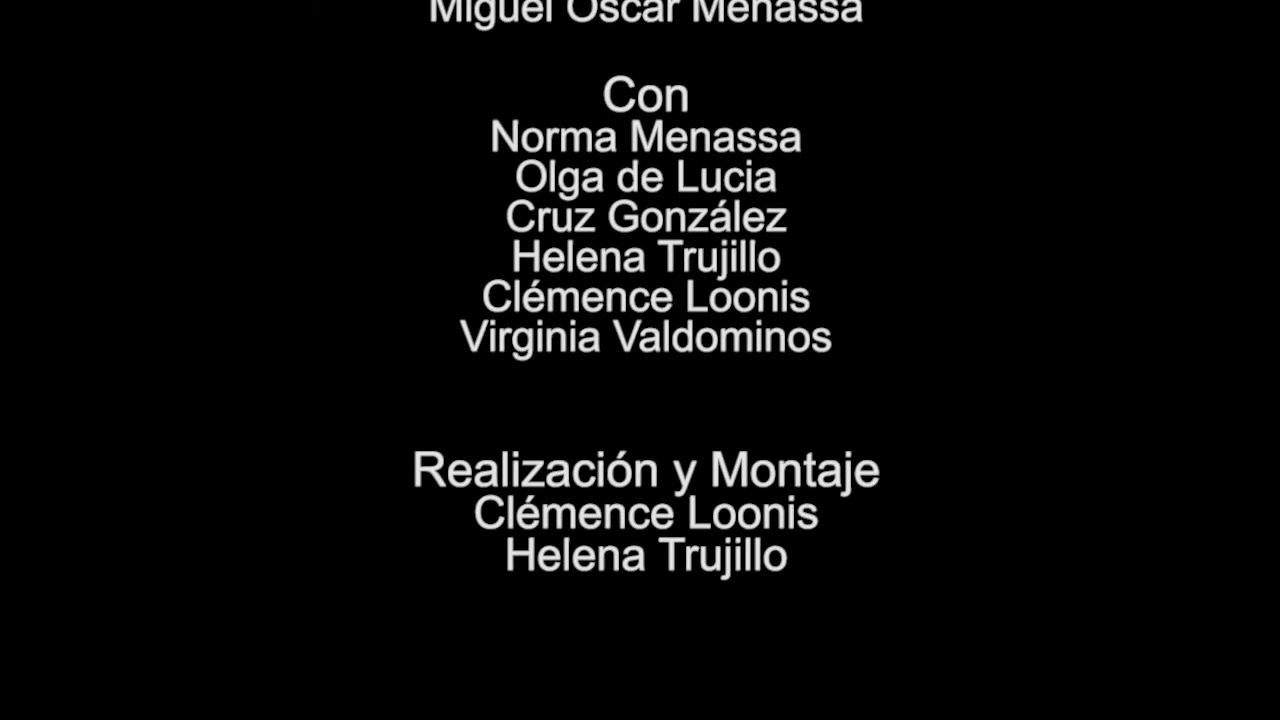 Miguel Oscar Menassa
Con
Norma Menassa
Olga de Lucia
Cruz González
Helena Trujillo
Clémence Loonis
Virginia Valdominos
Realización y Montaje
Clémence Loonis
Helena Trujillo